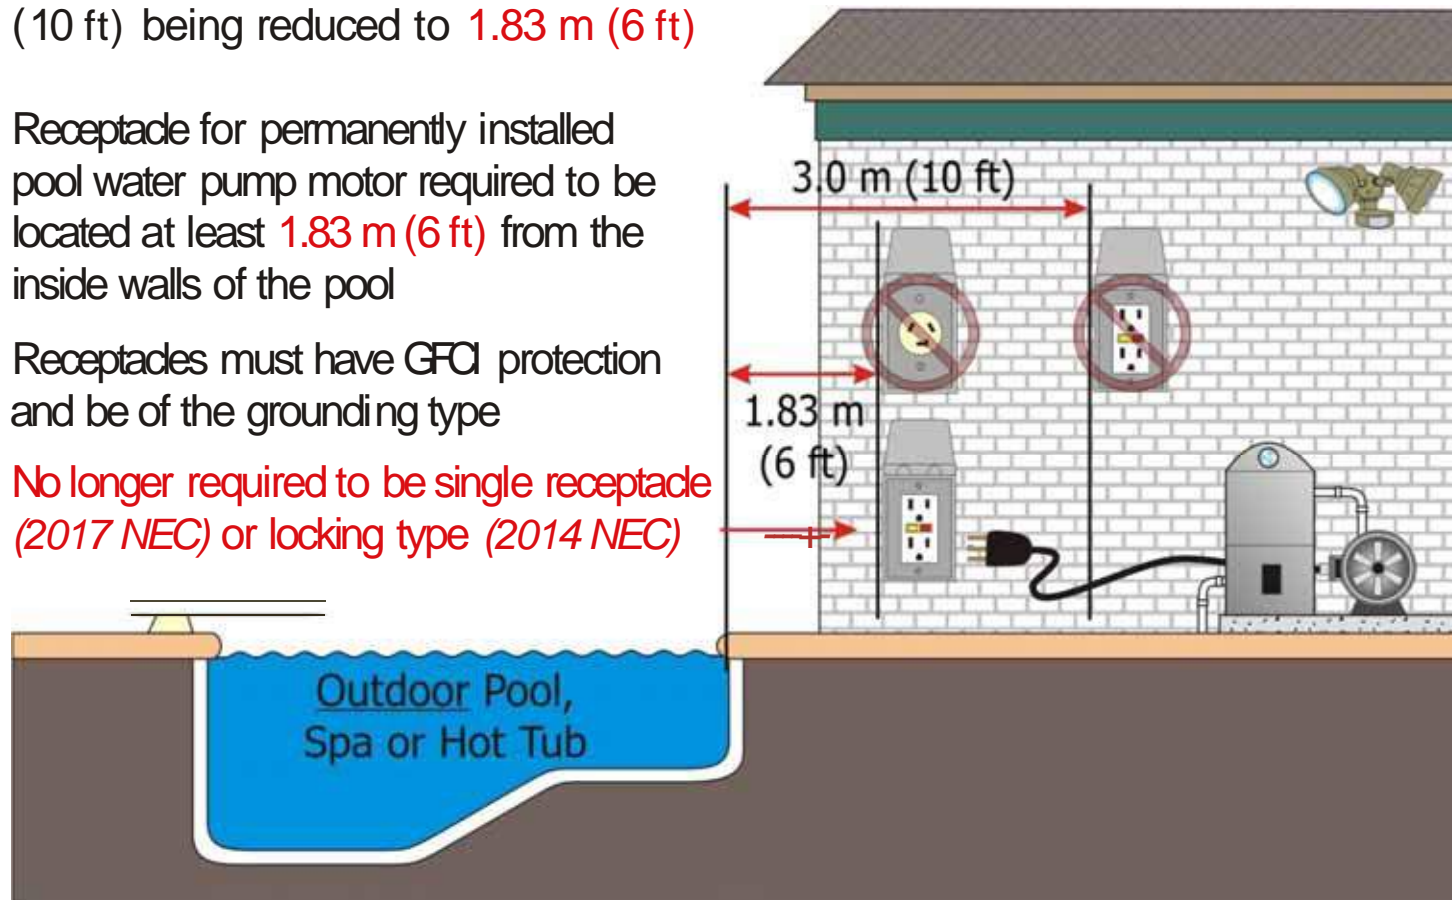 (10 ft) being reduced to 1.83 m (6 ft)
Receptacle for permanently installed
pool water pump motor required to be
located at least 1.83 m (6 ft) from the
inside walls of the pool
Receptacles must have GFCI protection
and be of the grounding type
No longer required to be single receptacle
(2017 NEC) or locking type (2014 NEC)
3.0 m (10 ft)
1.83 m
(6 ft)
Outdoor Pool,
Spa or Hot Tub